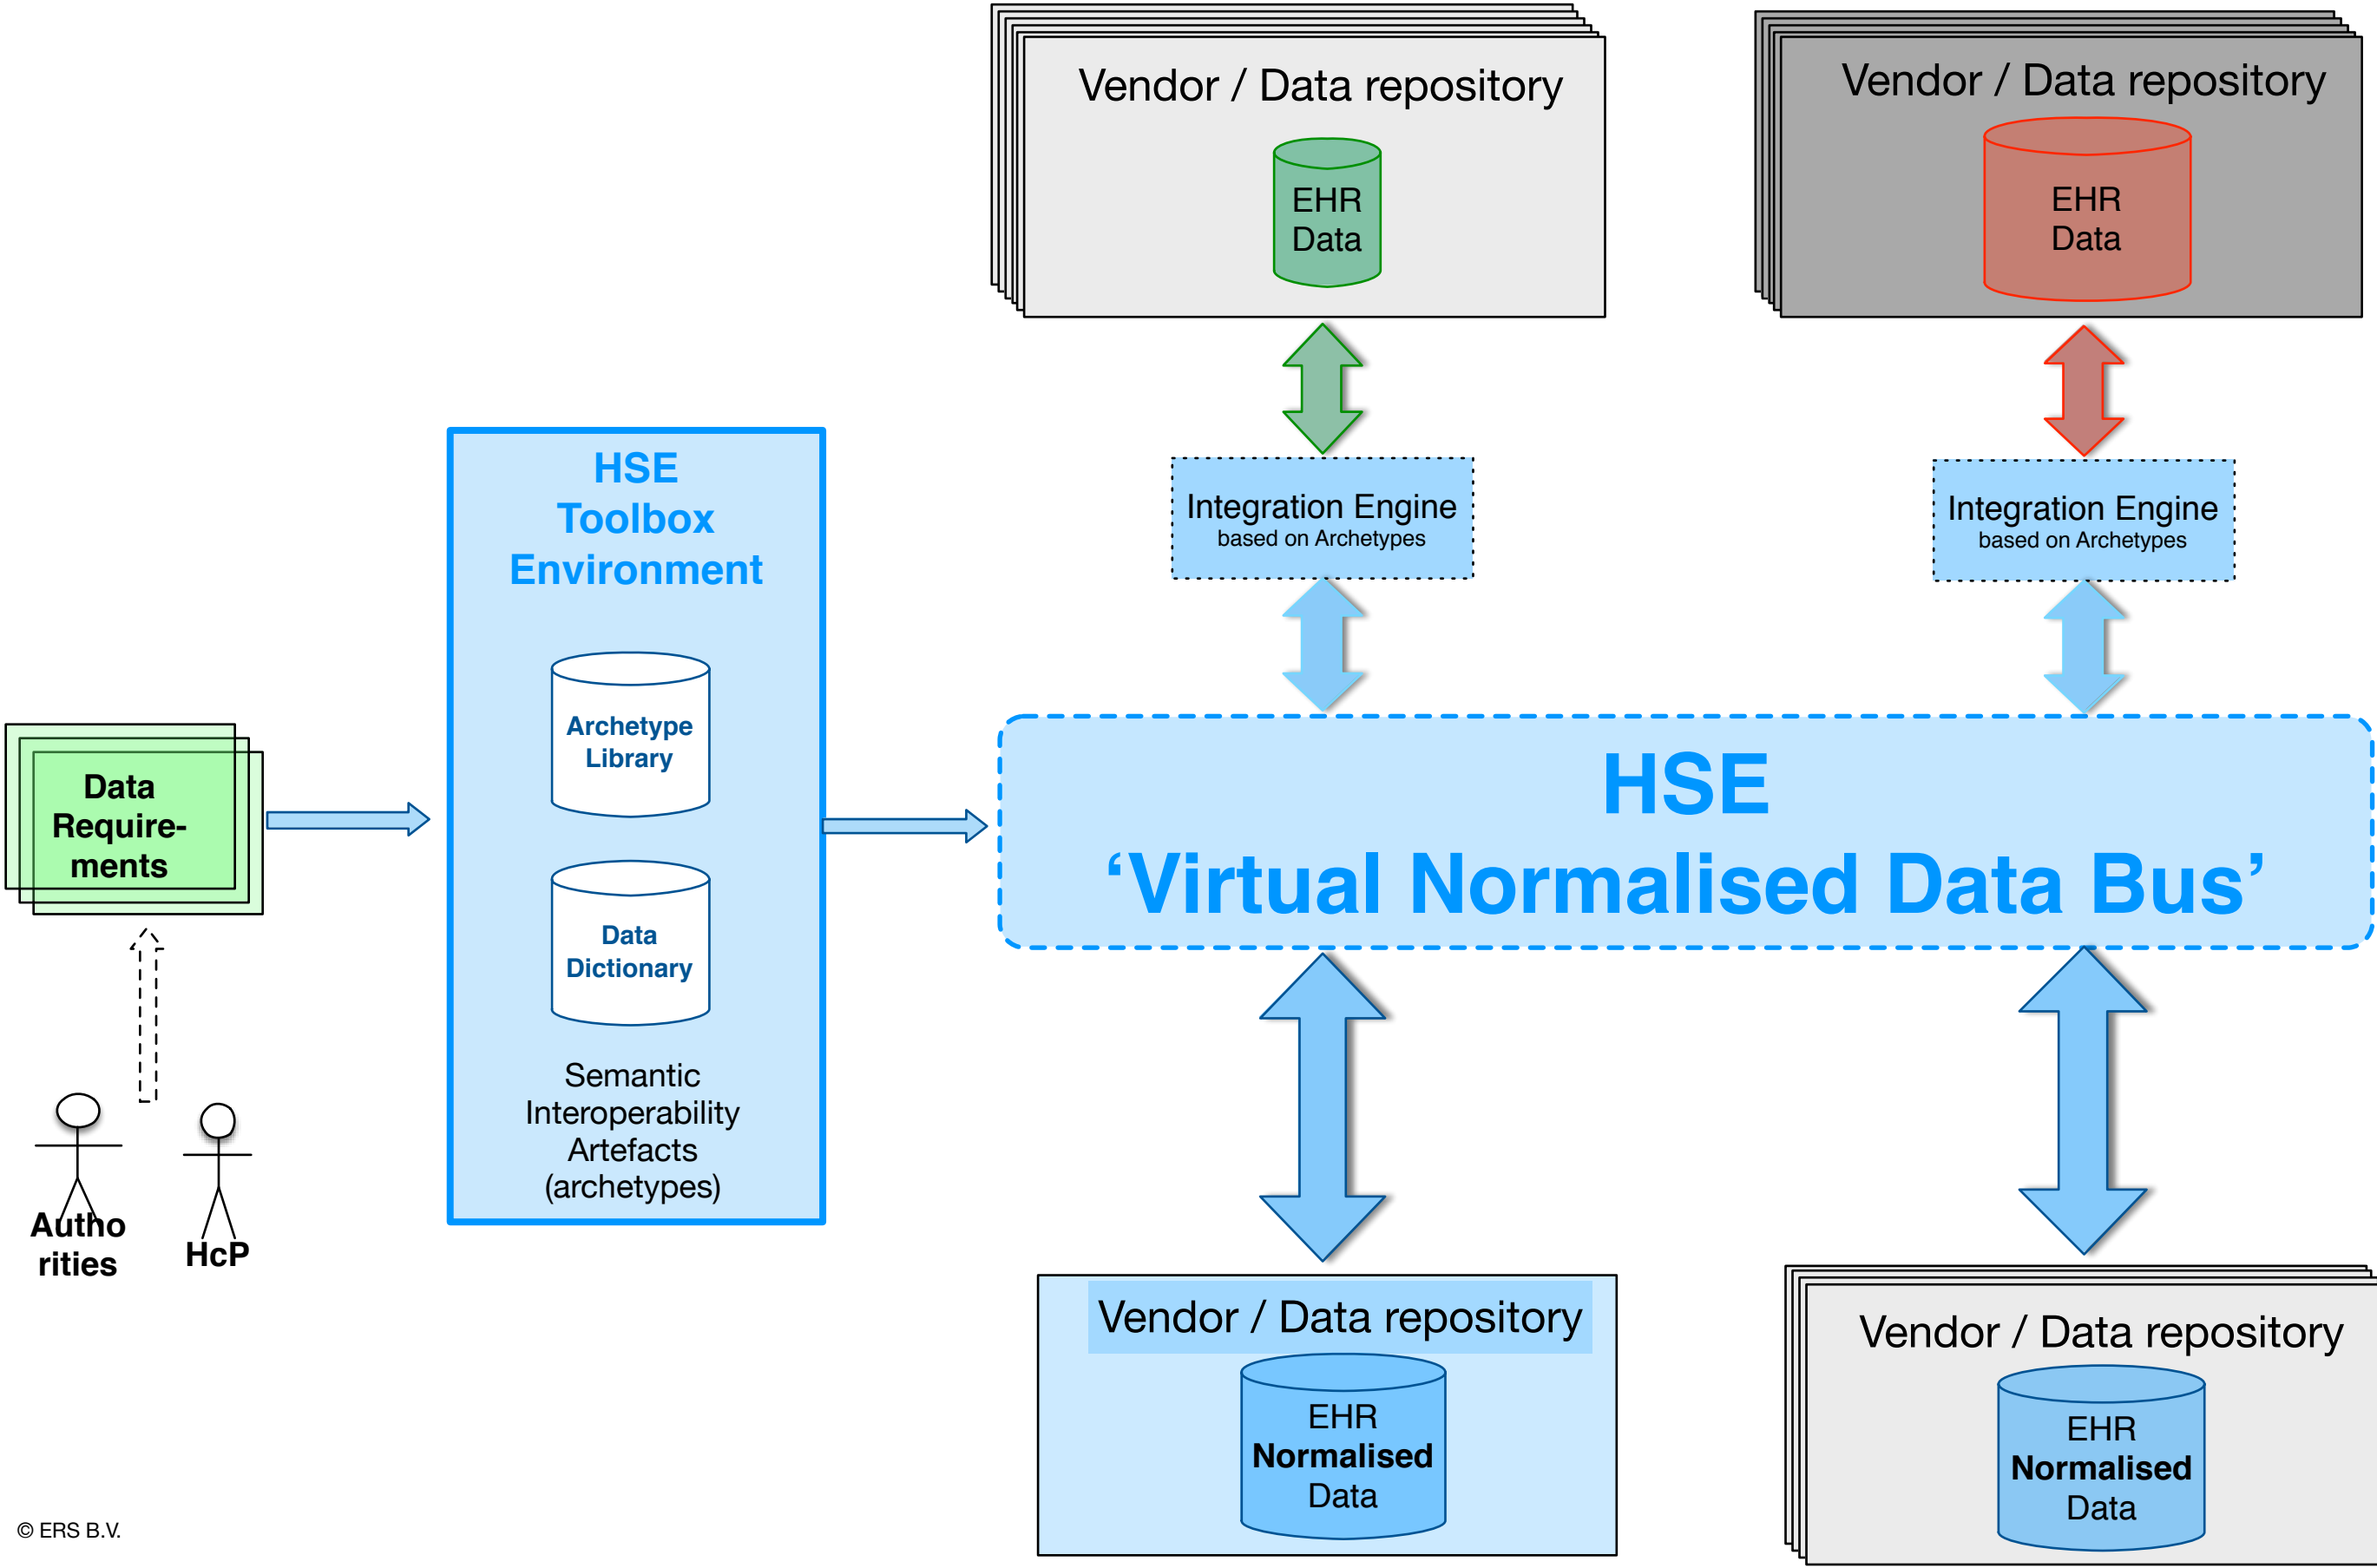 Vendor / Data repository
EHR
Data
Vendor / Data repository
EHR
Data
Integration Engine
based on Archetypes
Integration Engine
based on Archetypes
HSE
Toolbox
Environment
Archetype
Library
Data
Dictionary
Semantic
Interoperability
Artefacts
(archetypes)
Data
Require-
ments
Autho
rities
HcP
HSE
‘Virtual Normalised Data Bus’
Vendor / Data repository
EHR
Normalised
Data
Vendor / Data repository
EHR
Normalised
Data
© ERS B.V.